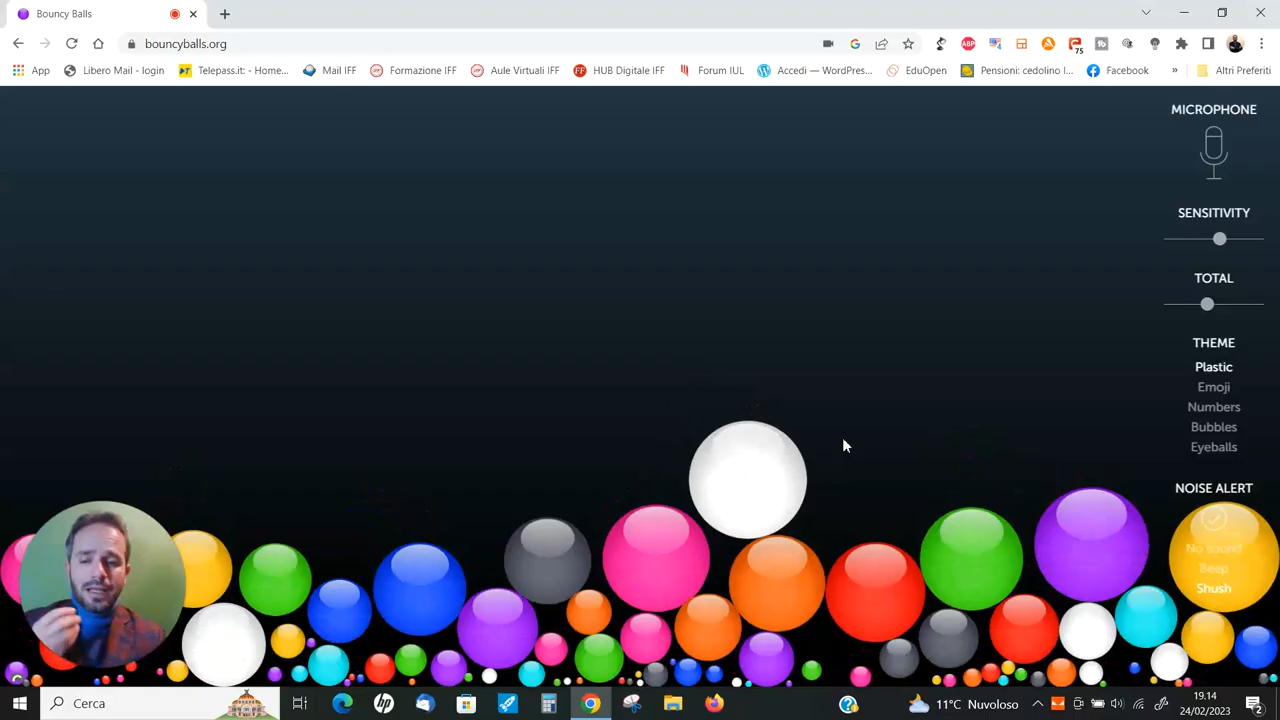 Bouncy Balls
bouncyballs.org
75
App
Libero Mail - login
Telepass.it: - Home...
Mail IFF
Formazione IFF
Aule Virtuali IFF
HUB Digitale IFF
Forum IUL
Accedi — WordPres...
EduOpen
Pensioni: cedolino I...
Facebook
»
Altri Preferiti
MICROPHONE
SENSITIVITY
TOTAL
THEME
Plastic
Emoji
Numbers
Bubbles
Eyeballs
NOISE ALERT
No sound
Beep
Shush
Cerca
11°C Nuvoloso
19.14
24/02/2023
2